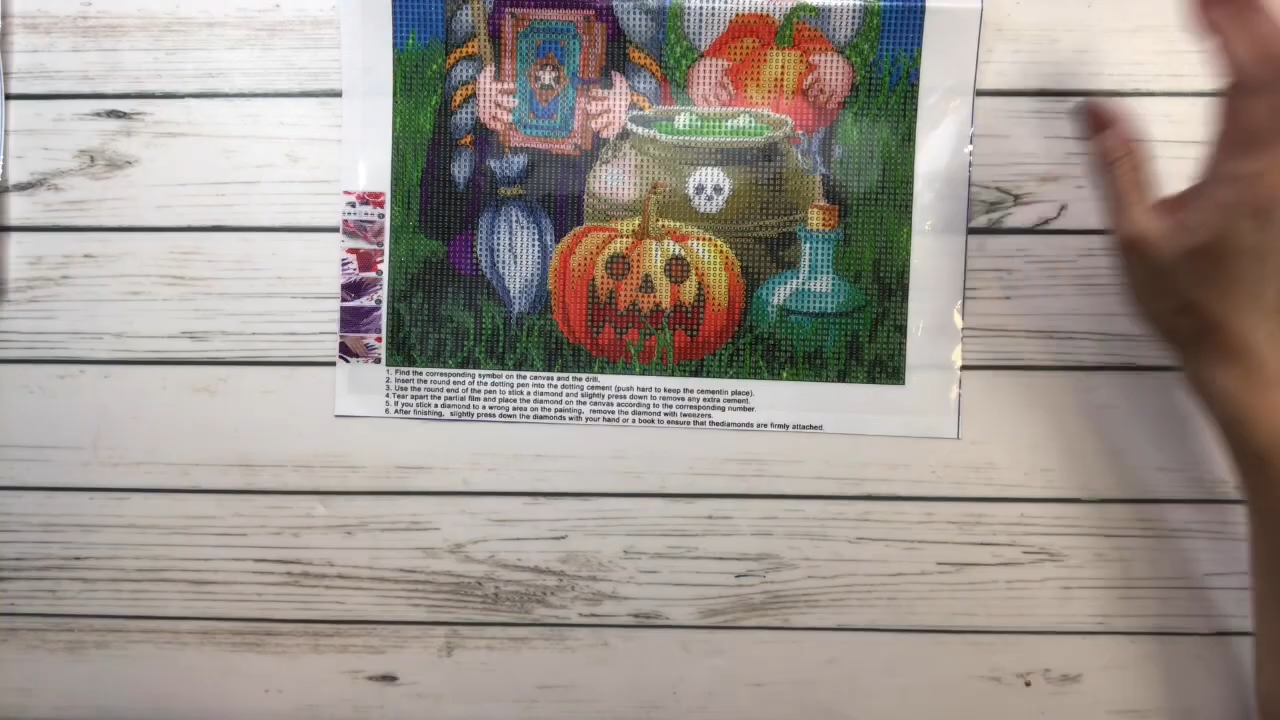 1. Find the corresponding symbol on the canvas and the drill.
2. Insert the round end of the dotting pen into the dotting cement (push hard to keep the cementin place).
3. Use the round end of the pen to stick a diamond and slightly press down to remove any extra cement.
4.Tear apart the partial film and place the diamond on the canvas according to the corresponding number.
5. If you stick a diamond to a wrong area on the painting, remove the diamond with tweezers.
6. After finishing, slightly press down the diamonds with your hand or a book to ensure that thediamonds are firmly attached.